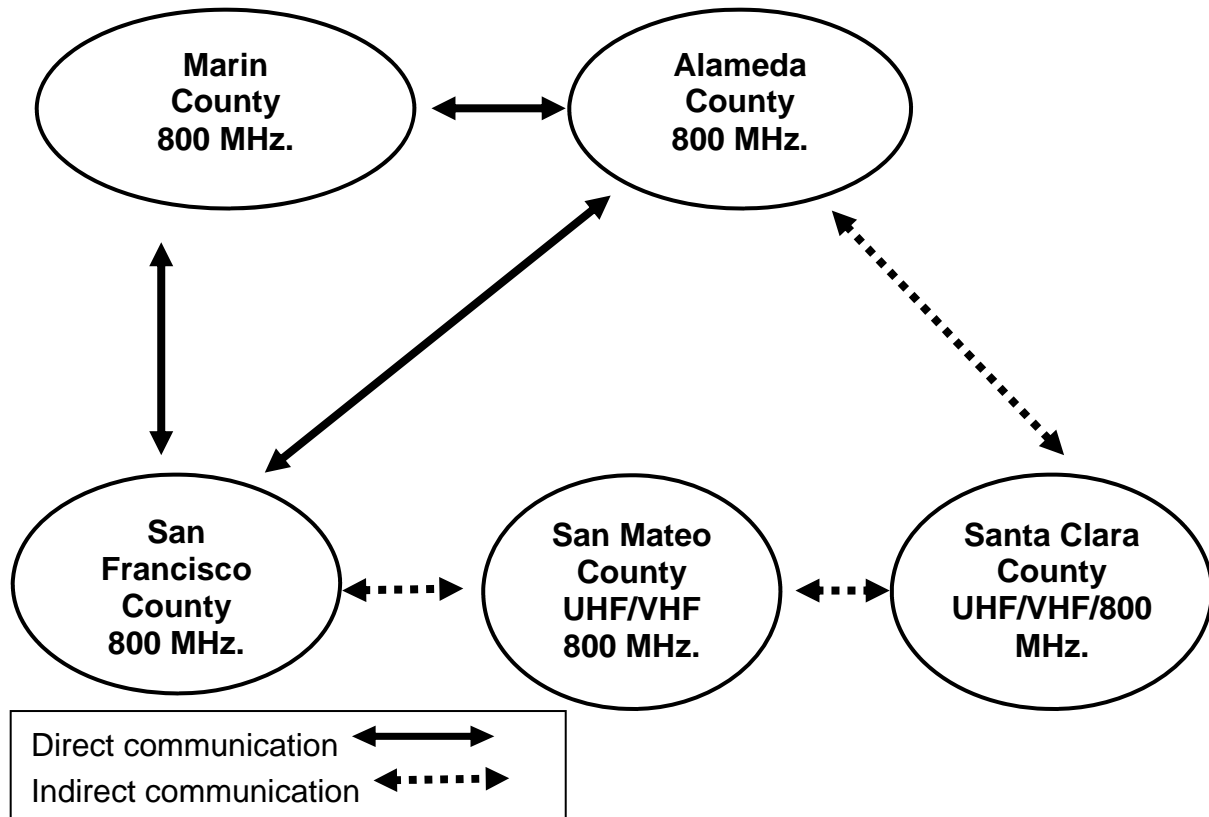 Marin
County
800 MHz.
Alameda
County
800 MHz.
San
Francisco
County
800 MHz.
San Mateo
County
UHF/VHF
800 MHz.
Santa Clara
County
UHF/VHF/800
MHz.
Direct communication
Indirect communication